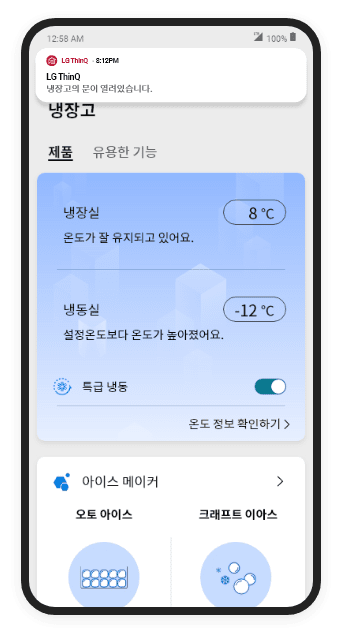 12:58 AM 100%
LG ThinQ · 8:12PM
LG ThinQ
냉장고의 문이 열려있습니다.
냉장고
제품 유용한 기능
냉장실 8 °C
온도가 잘 유지되고 있어요.
냉동실 -12 °C
설정온도보다 온도가 높아졌어요.
특급 냉동
온도 정보 확인하기 >
아이스 메이커 >
오토 아이스 크래프트 이아스